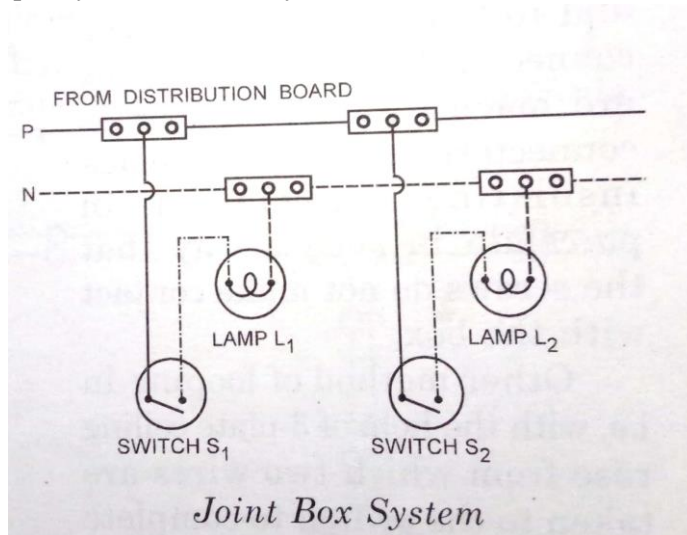 FROM DISTRIBUTION BOARD
P
N
LAMP L1
LAMP L2
SWITCH S1
SWITCH S2
Joint Box System